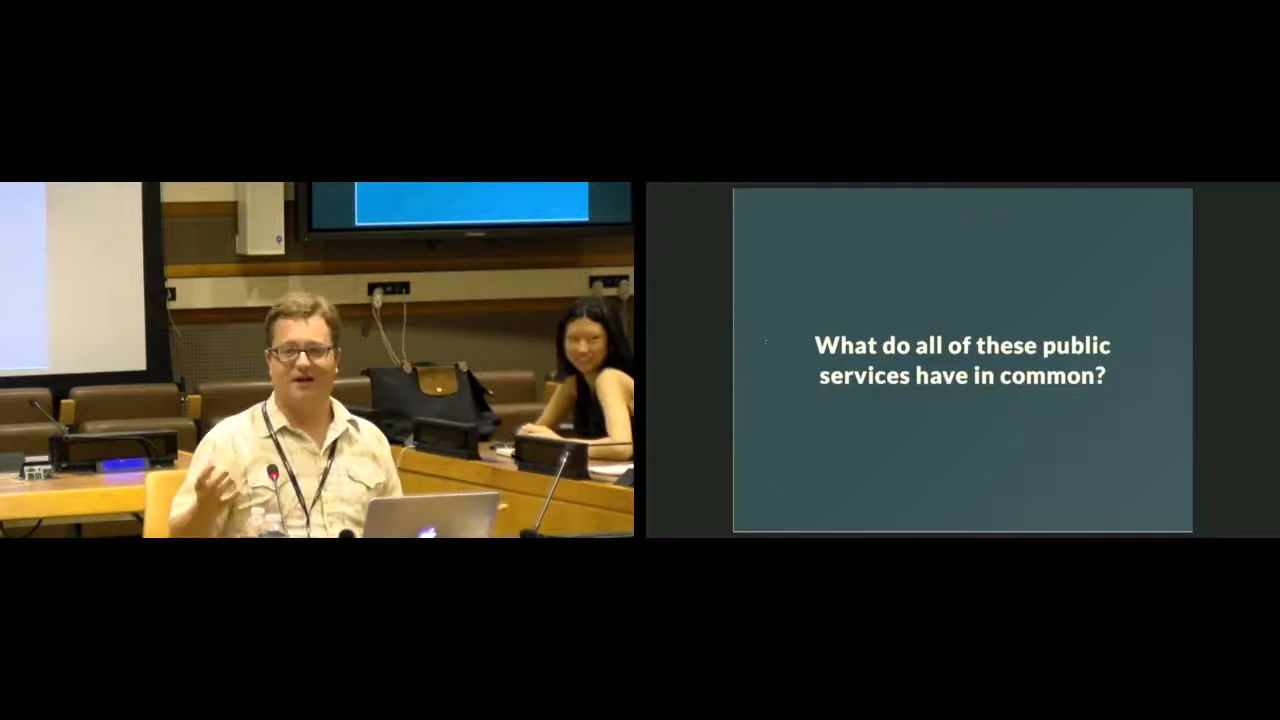 What do all of these public
services have in common?